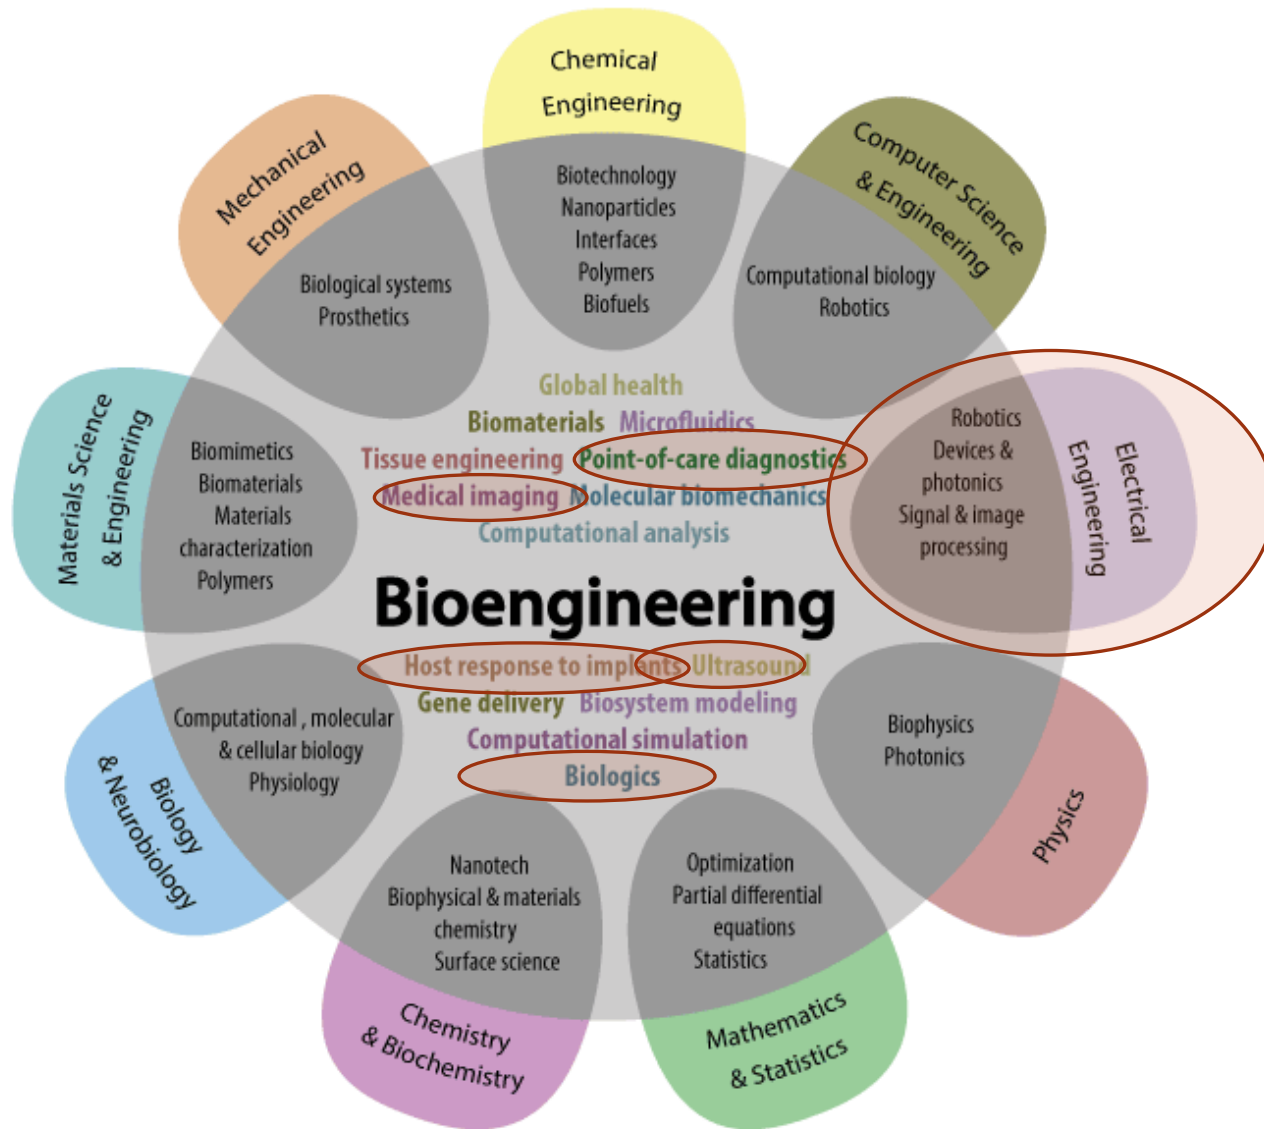 Chemical
Engineering
Biotechnology
Nanoparticles
Interfaces
Polymers
Biofuels
Computer Science
& Engineering
Computational biology
Robotics
Electrical
Engineering
Robotics
Devices &
photonics
Signal & image
processing
Physics
Biophysics
Photonics
Mathematics
& Statistics
Optimization
Partial differential
equations
Statistics
Chemistry
& Biochemistry
Nanotech
Biophysical & materials
chemistry
Surface science
Biology
& Neurobiology
Computational , molecular
& cellular biology
Physiology
Materials Science
& Engineering
Biomimetics
Biomaterials
Materials
characterization
Polymers
Mechanical
Engineering
Biological systems
Prosthetics
Global health
Biomaterials Microfluidics
Tissue engineering Point-of-care diagnostics
Medical imaging Molecular biomechanics
Computational analysis
Bioengineering
Host response to implants Ultrasound
Gene delivery Biosystem modeling
Computational simulation
Biologics